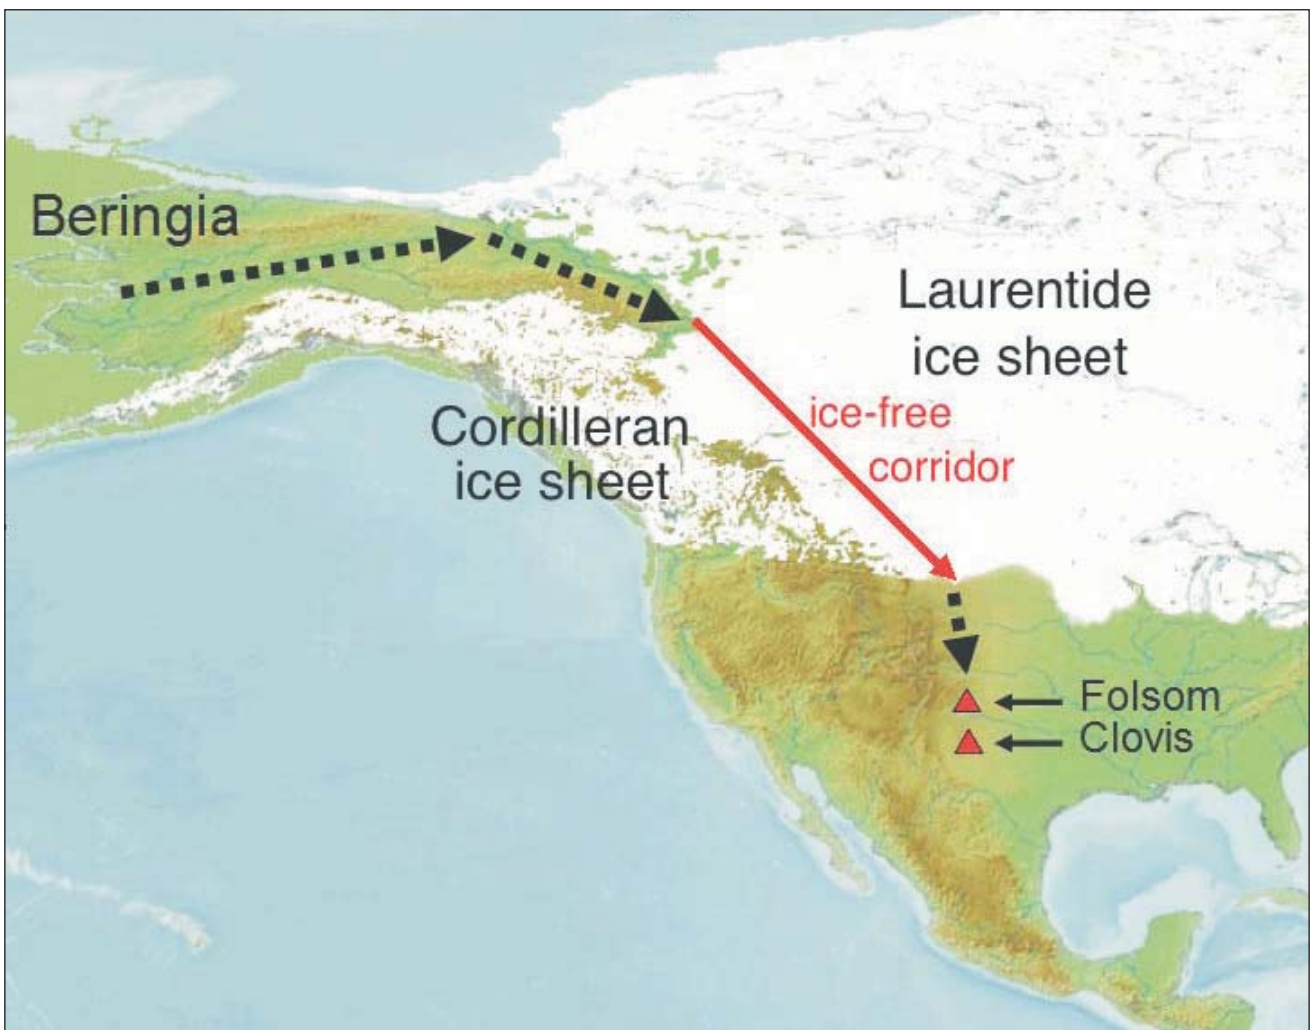 Beringia
Laurentide
ice sheet
ice-free
corridor
Cordilleran
ice sheet
Folsom
Clovis